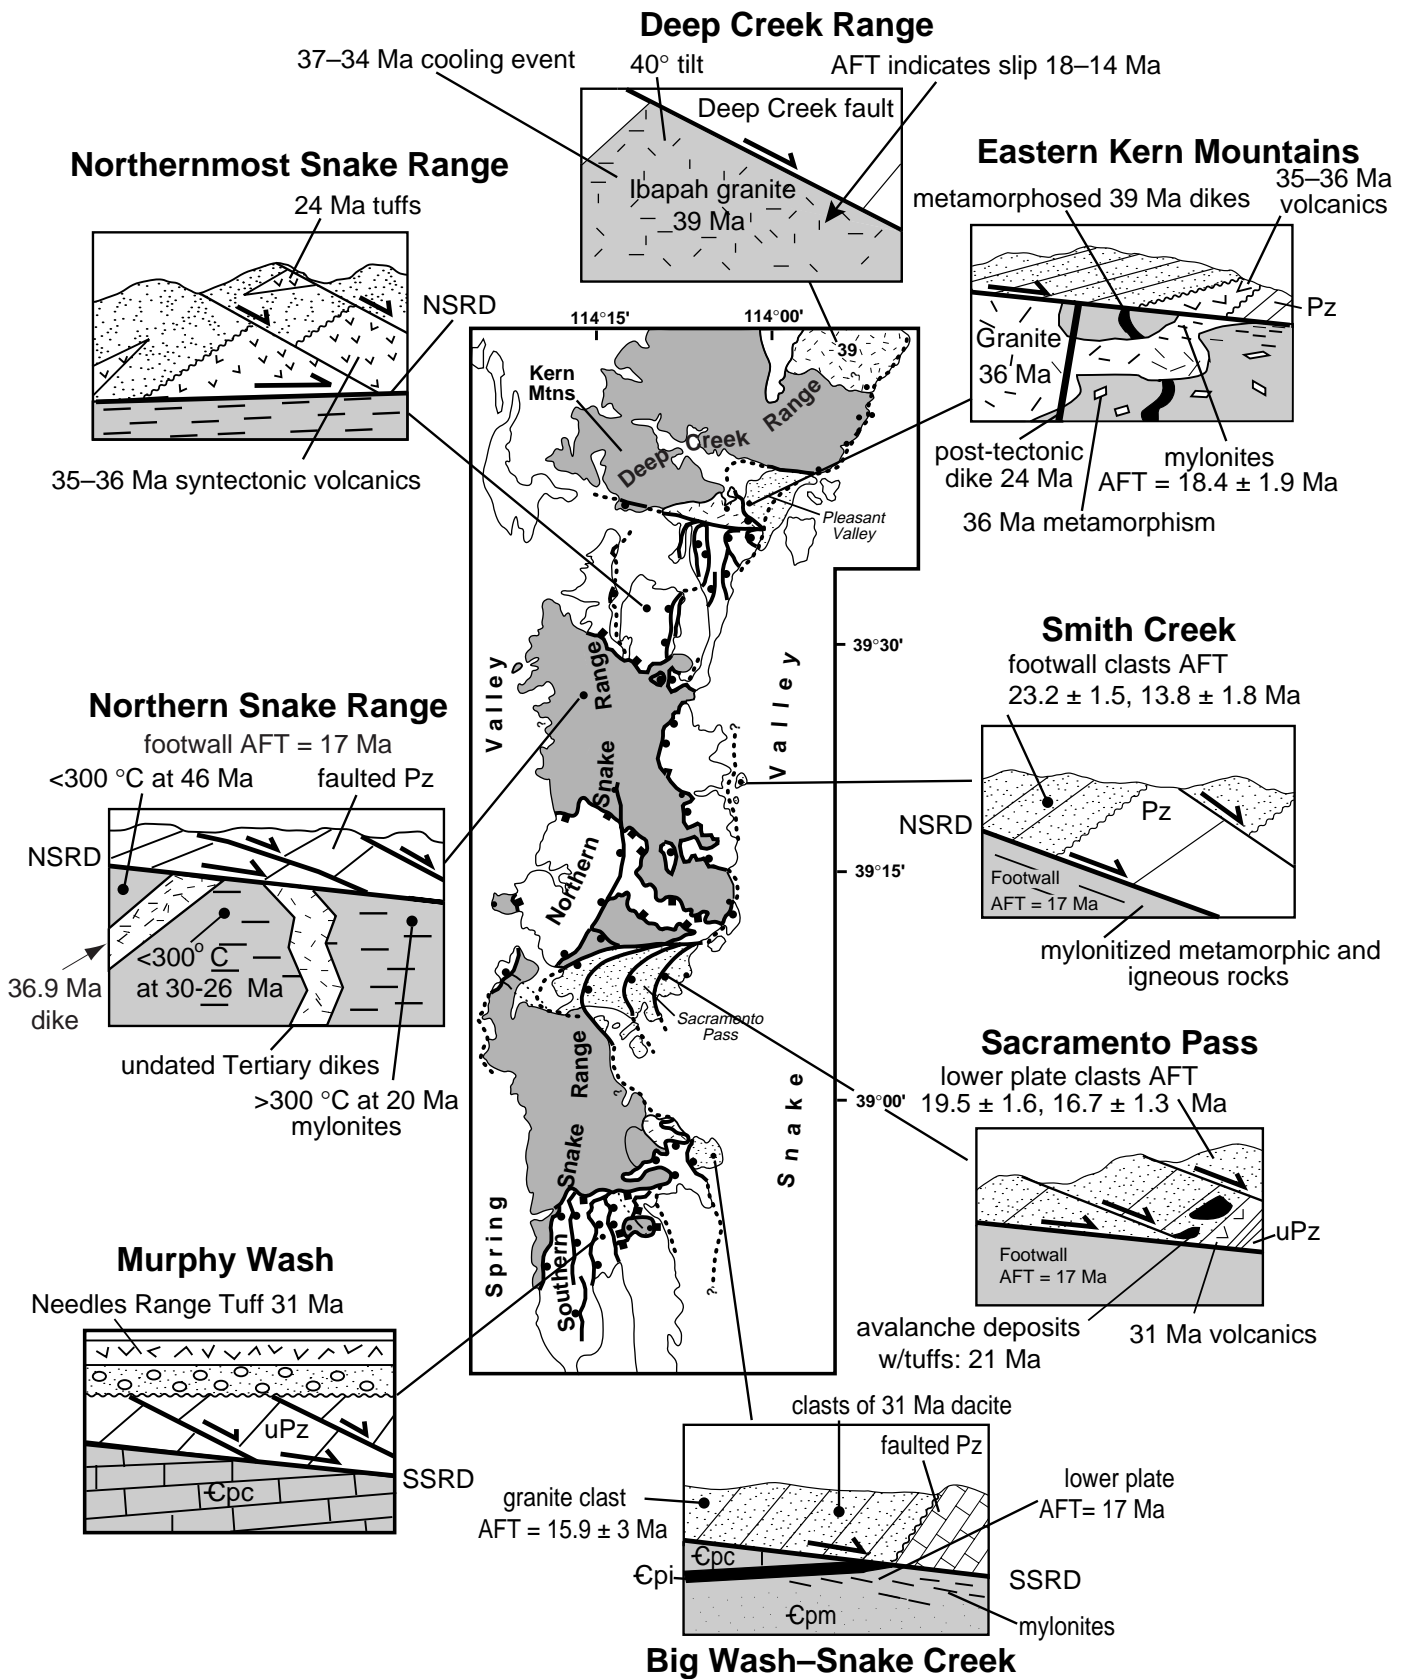 Deep Creek Range
37–34 Ma cooling event
40° tilt
AFT indicates slip 18–14 Ma
Deep Creek fault
Ibapah granite
39 Ma
Northernmost Snake Range
24 Ma tuffs
NSRD
35–36 Ma syntectonic volcanics
Eastern Kern Mountains
metamorphosed 39 Ma dikes
35–36 Ma
volcanics
Pz
Granite
36 Ma
post-tectonic
dike 24 Ma
mylonites
AFT = 18.4 ± 1.9 Ma
36 Ma metamorphism
114°15'
114°00'
39
Kern
Mtns
Deep Creek Range
Pleasant
Valley
39°30'
39°15'
39°00'
Spring Valley
Snake Valley
Northern Snake Range
Sacramento
Pass
Southern Snake Range
?
?
?
?
Smith Creek
footwall clasts AFT
23.2 ± 1.5, 13.8 ± 1.8 Ma
NSRD
Pz
Footwall
AFT = 17 Ma
mylonitized metamorphic and
igneous rocks
Northern Snake Range
footwall AFT = 17 Ma
<300 °C at 46 Ma
faulted Pz
NSRD
<300° C
at 30-26 Ma
36.9 Ma
dike
undated Tertiary dikes
>300 °C at 20 Ma
mylonites
Sacramento Pass
lower plate clasts AFT
19.5 ± 1.6, 16.7 ± 1.3 Ma
Footwall
AFT = 17 Ma
uPz
avalanche deposits
w/tuffs: 21 Ma
31 Ma volcanics
Murphy Wash
Needles Range Tuff 31 Ma
uPz
Ꞓpc
SSRD
clasts of 31 Ma dacite
faulted Pz
granite clast
AFT = 15.9 ± 3 Ma
lower plate
AFT= 17 Ma
Ꞓpc
Ꞓpi
SSRD
Ꞓpm
mylonites
Big Wash–Snake Creek